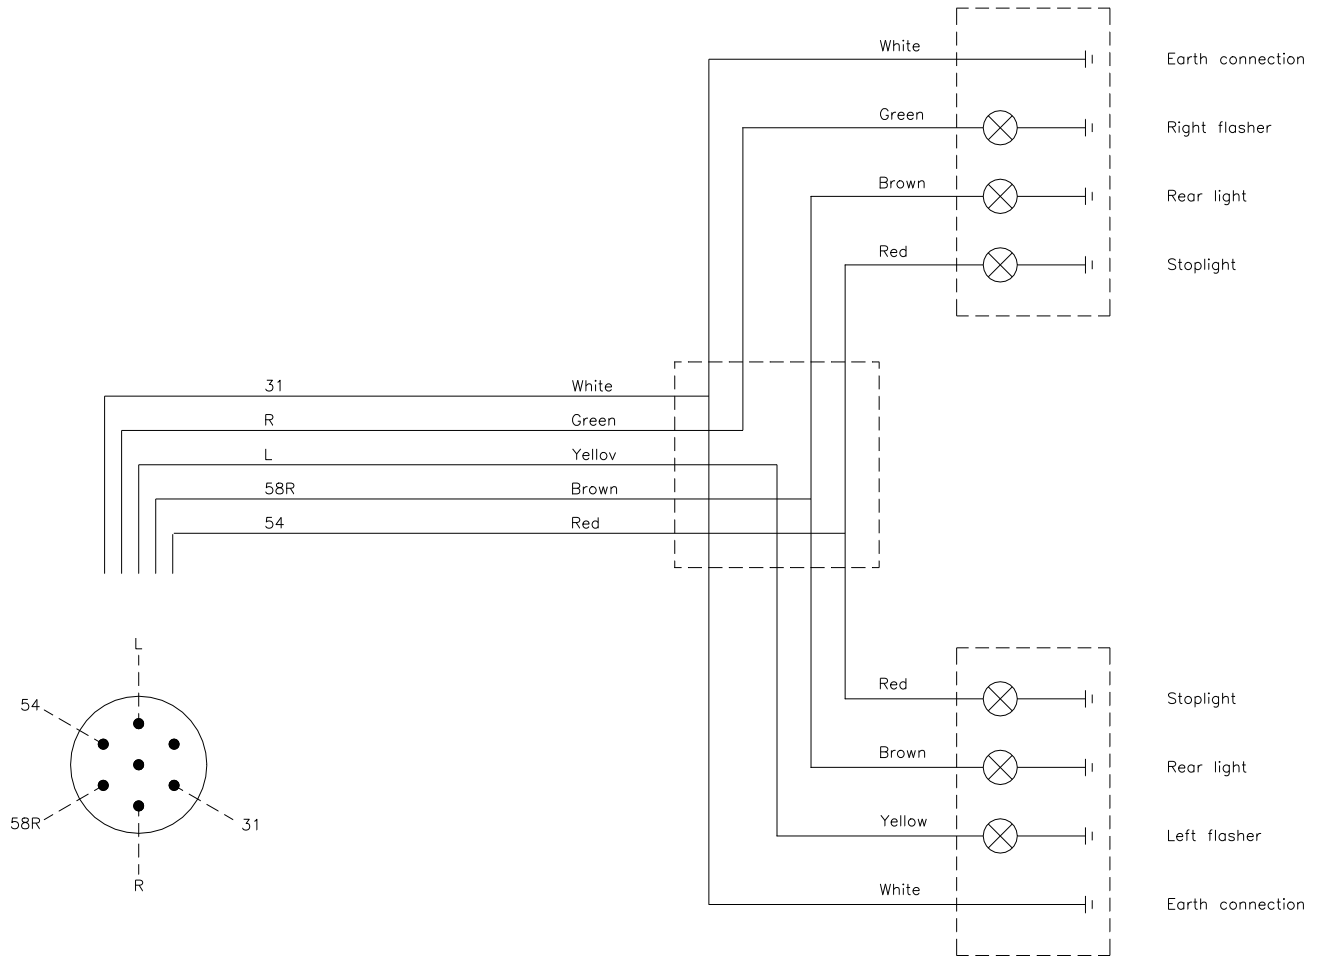 White
Earth connection
Green
Right flasher
Brown
Rear light
Red
Stoplight
31 White
R Green
L Yellov
58R Brown
54 Red
L
54
58R
31
R
Red
Stoplight
Brown
Rear light
Yellow
Left flasher
White
Earth connection